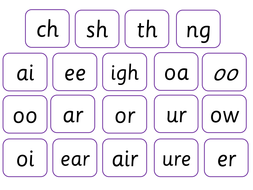 ch sh th ng
ai ee igh oa oo
oo ar or ur ow
oi ear air ure er